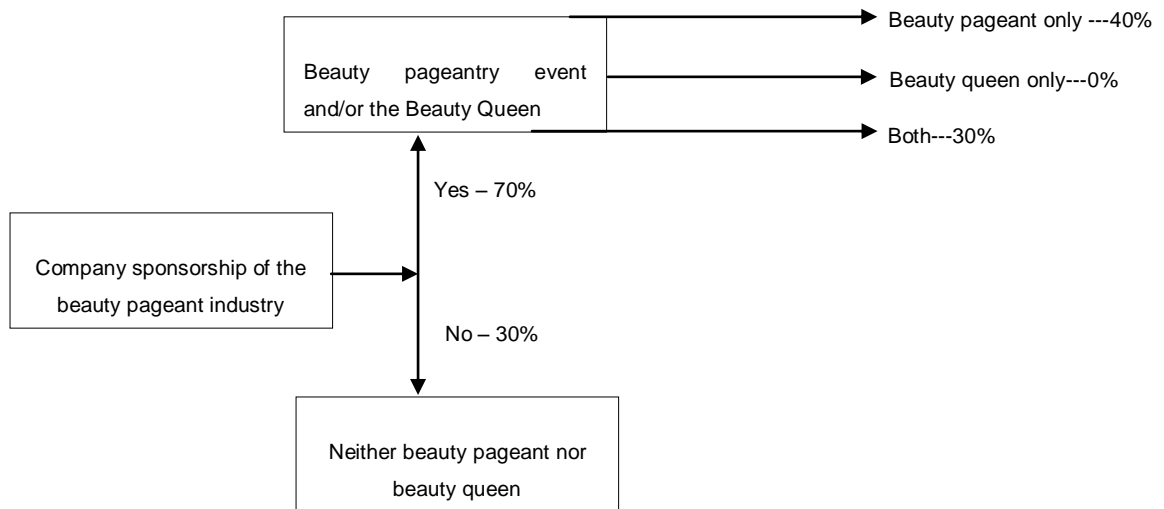 Beauty pageant only ---40%
Beauty pageantry event
and/or the Beauty Queen
Beauty queen only---0%
Both---30%
Yes – 70%
Company sponsorship of the
beauty pageant industry
No – 30%
Neither beauty pageant nor
beauty queen